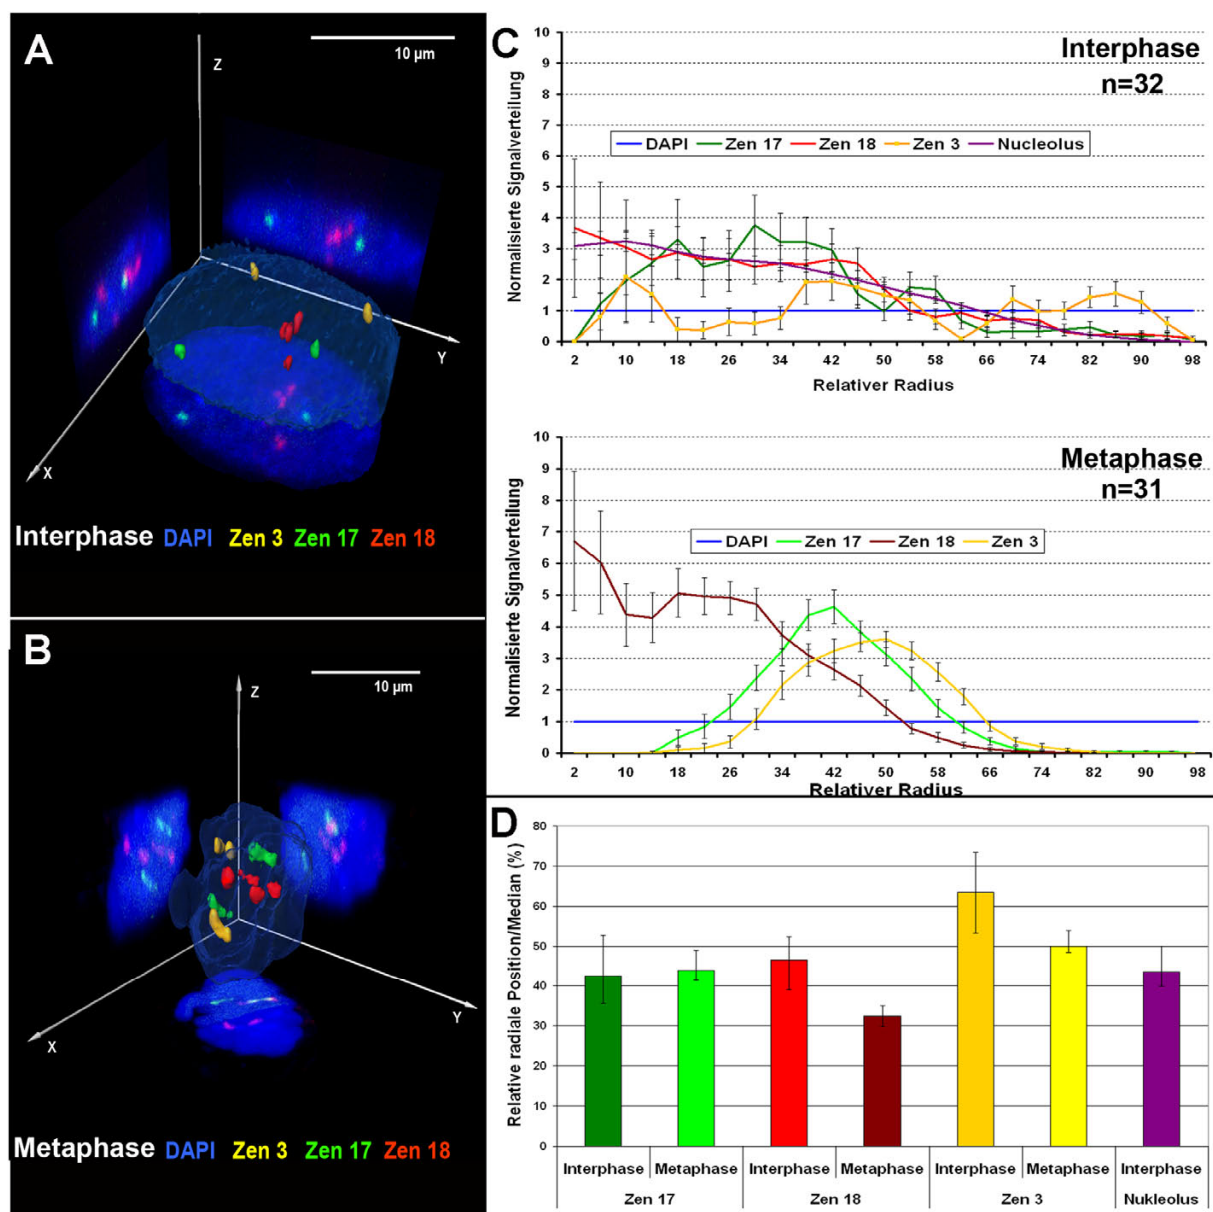 A
10 µm
Z
Y
X
Interphase DAPI Zen 3 Zen 17 Zen 18
B
10 µm
Z
Y
X
Metaphase DAPI Zen 3 Zen 17 Zen 18
C
Interphase
n=32
Normalisierte Signalverteilung
10
9
8
7
6
5
4
3
2
1
0
DAPI Zen 17 Zen 18 Zen 3 Nucleolus
2 10 18 26 34 42 50 58 66 74 82 90 98
Relativer Radius
Metaphase
n=31
Normalisierte Signalverteilung
10
9
8
7
6
5
4
3
2
1
0
DAPI Zen 17 Zen 18 Zen 3
2 10 18 26 34 42 50 58 66 74 82 90 98
Relativer Radius
D
Relative radiale Position/Median (%)
80
70
60
50
40
30
20
10
0
Interphase Metaphase Interphase Metaphase Interphase Metaphase Interphase
Zen 17 Zen 18 Zen 3 Nukleolus